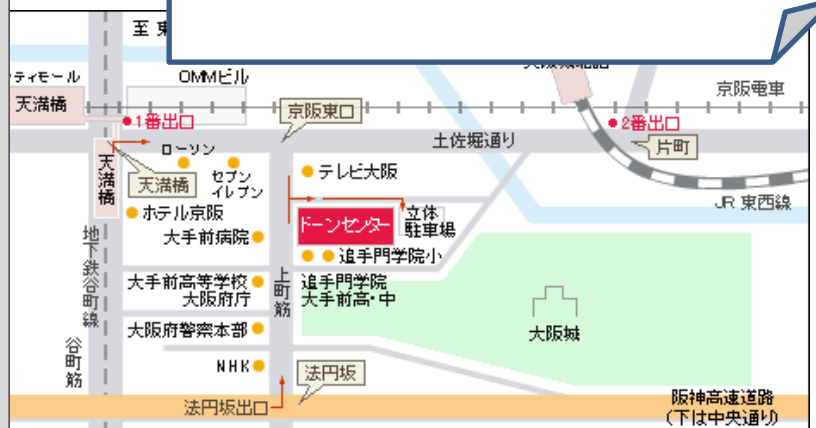 至 東
ティモール
OMMビル
天満橋
京阪電車
京阪東口
1番出口
2番出口
ローソン
土佐堀通り
片町
天満橋
天満橋
セブン
イレブン
テレビ大阪
JR 東西線
ホテル京阪
ドーンセンター
立体
駐車場
大手前病院
追手門学院小
地下鉄谷町線
大手前高等学校
大阪府庁
上町筋
追手門学院
大手前高・中
大阪府警察本部
大阪城
谷町筋
NHK
法円坂
法円坂出口
阪神高速道路
(下は中央通り)